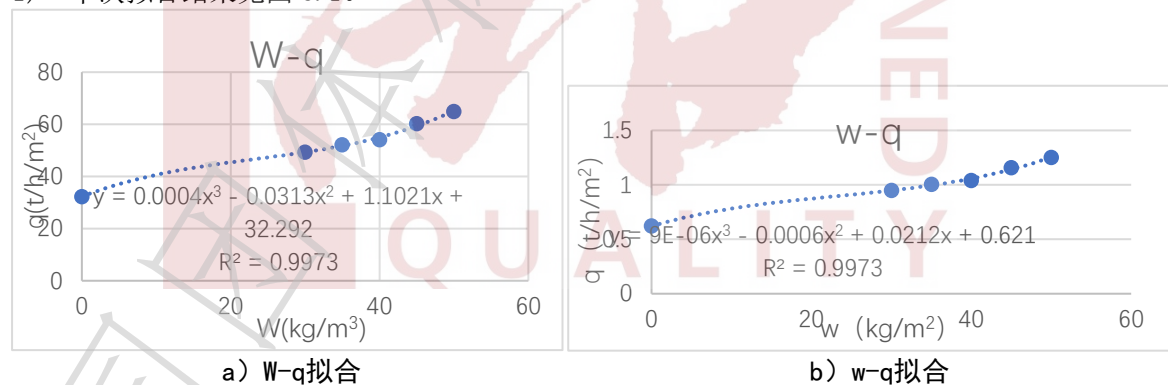 W-q
80
60
40
20
0
g(t/h/m²)
y = 0.0004x³ - 0.0313x² + 1.1021x +
32.292
R² = 0.9973
0 20 40 60
W(kg/m³)
a）W-q拟合
w-q
1.5
1
0.5
0
q (t/h/m²)
y = 9E-06x³ - 0.0006x² + 0.0212x + 0.621
R² = 0.9973
0 20 40 60
w (kg/m²)
b）w-q拟合
QUALITY
NED